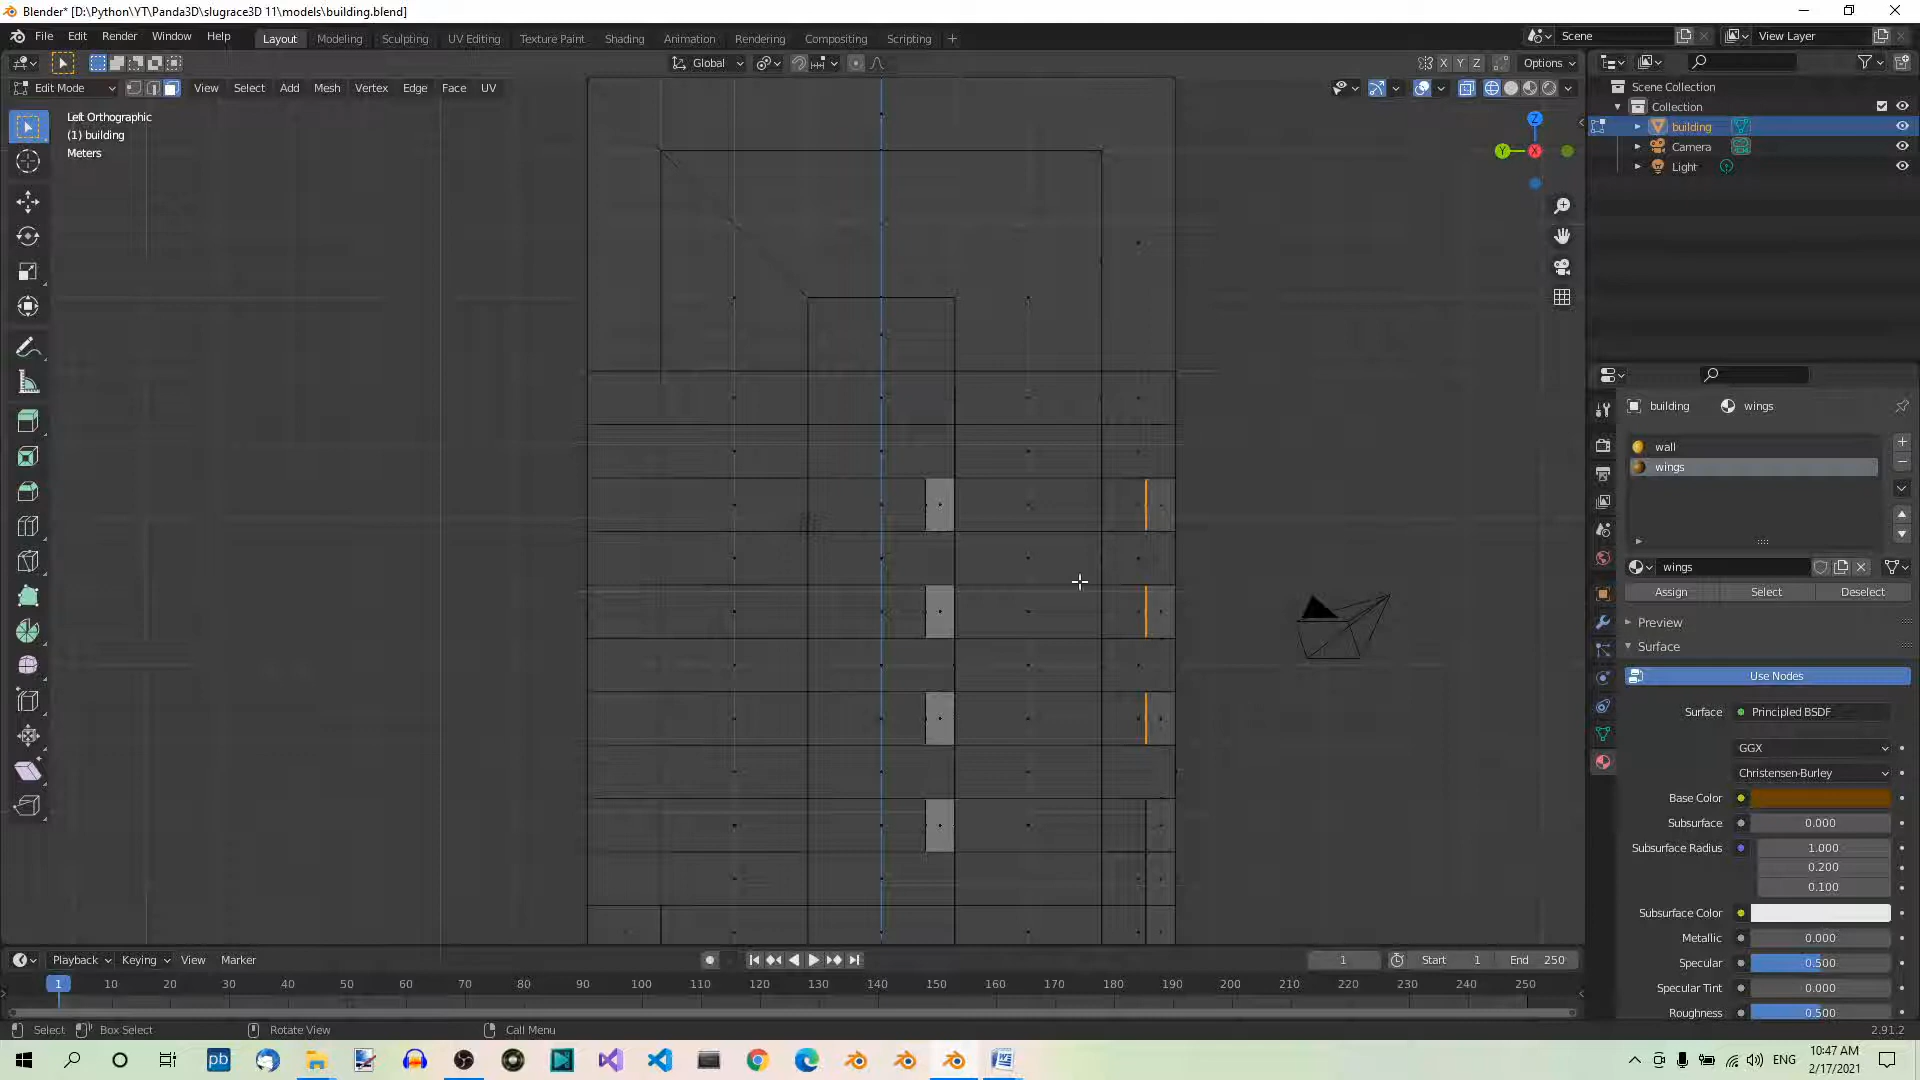 Blender* [D:\Python\YT\Panda3D\slugrace3D 11\models\building.blend]
File Edit Render Window Help Layout Modeling Sculpting UV Editing Texture Paint Shading Animation Rendering Compositing Scripting + Scene View Layer
Global X Y Z Options
Edit Mode View Select Add Mesh Vertex Edge Face UV
Left Orthographic
(1) building
Meters
Z
Y X
Scene Collection
Collection
building
Camera
Light
building wings
wall
wings
wings
Assign Select Deselect
Preview
Surface
Use Nodes
Surface Principled BSDF
GGX
Christensen-Burley
Base Color
Subsurface 0.000
Subsurface Radius 1.000
0.200
0.100
Subsurface Color
Metallic 0.000
Specular 0.500
Specular Tint 0.000
Roughness 0.500
Playback Keying View Marker 1 Start 1 End 250
1 10 20 30 40 50 60 70 80 90 100 110 120 130 140 150 160 170 180 190 200 210 220 230 240 250
Select Box Select Rotate View Call Menu 2.91.2
pb ENG 10:47 AM
2/17/2021